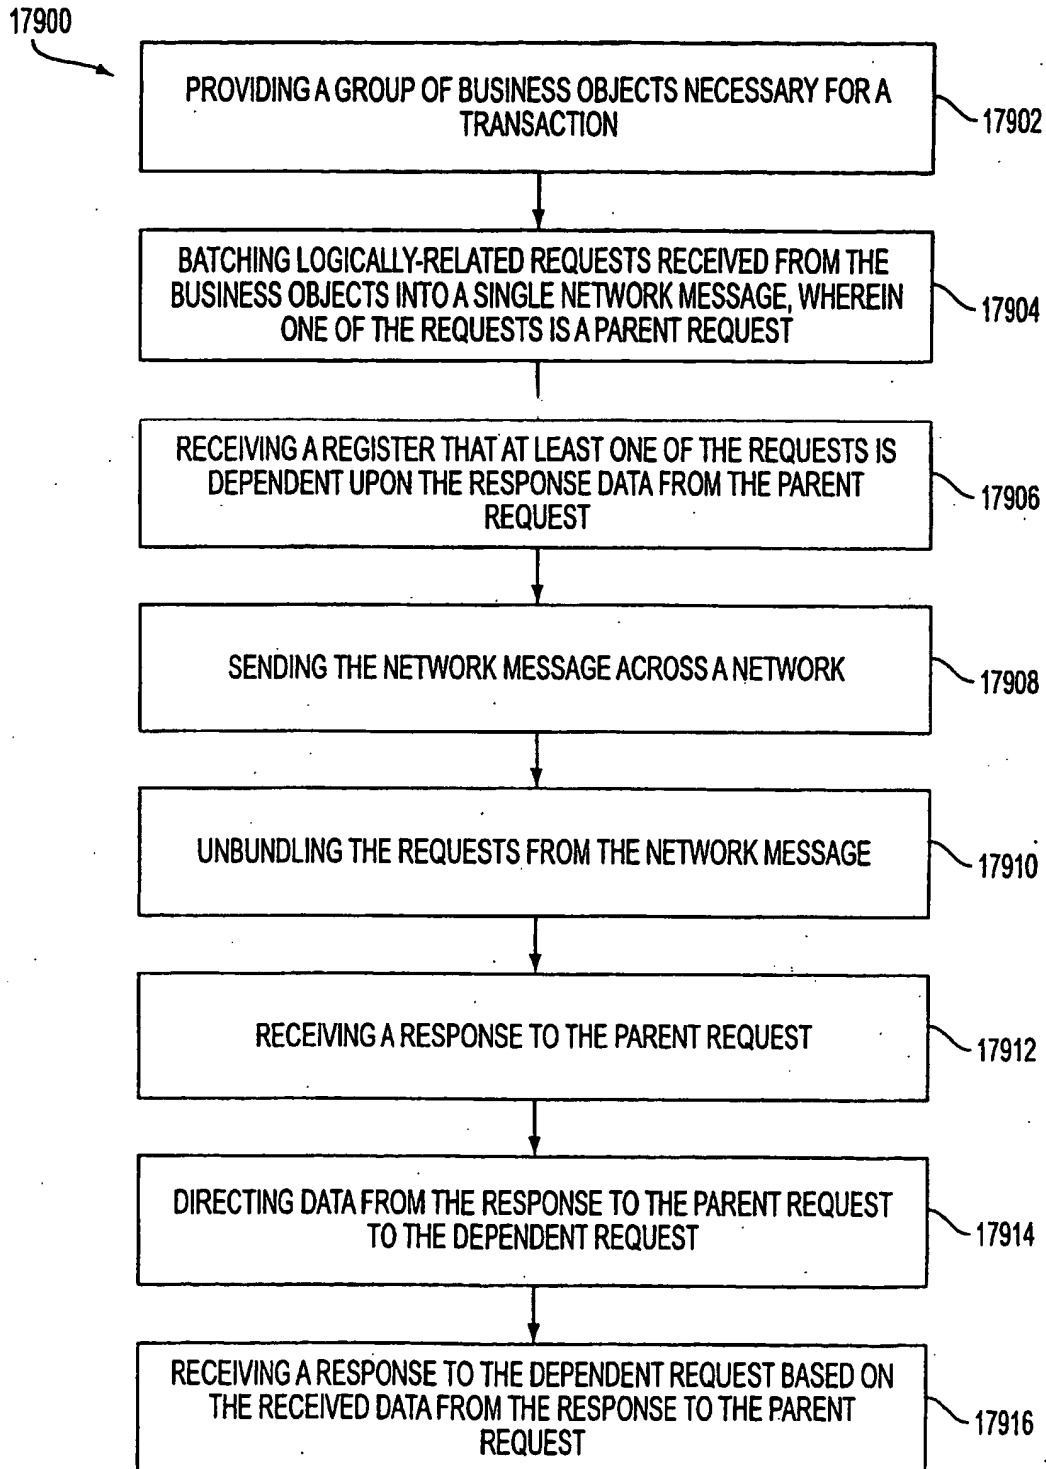 17900
PROVIDING A GROUP OF BUSINESS OBJECTS NECESSARY FOR A
TRANSACTION
17902
BATCHING LOGICALLY-RELATED REQUESTS RECEIVED FROM THE
BUSINESS OBJECTS INTO A SINGLE NETWORK MESSAGE, WHEREIN
ONE OF THE REQUESTS IS A PARENT REQUEST
17904
RECEIVING A REGISTER THAT AT LEAST ONE OF THE REQUESTS IS
DEPENDENT UPON THE RESPONSE DATA FROM THE PARENT
REQUEST
17906
SENDING THE NETWORK MESSAGE ACROSS A NETWORK
17908
UNBUNDLING THE REQUESTS FROM THE NETWORK MESSAGE
17910
RECEIVING A RESPONSE TO THE PARENT REQUEST
17912
DIRECTING DATA FROM THE RESPONSE TO THE PARENT REQUEST
TO THE DEPENDENT REQUEST
17914
RECEIVING A RESPONSE TO THE DEPENDENT REQUEST BASED ON
THE RECEIVED DATA FROM THE RESPONSE TO THE PARENT
REQUEST
17916